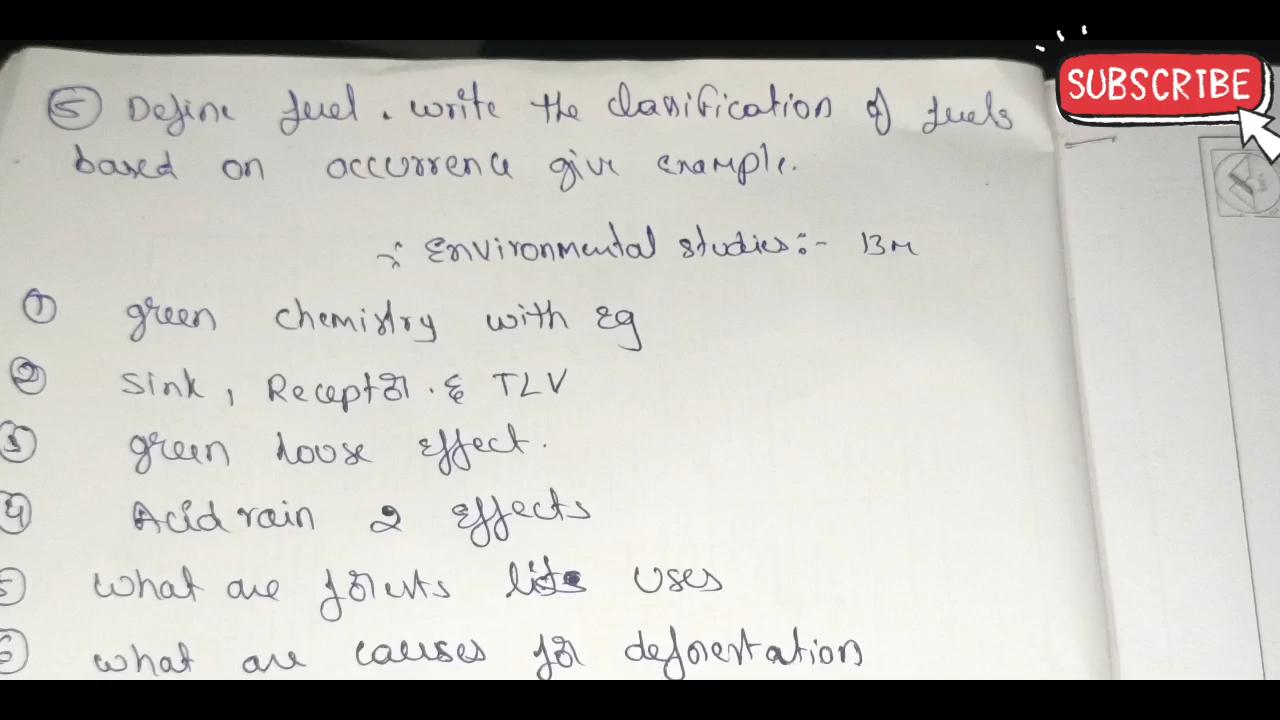 SUBSCRIBE
⑤ Define fuel. write the classification of fuels
based on occurrence give example.
Environmental studies:- 13M
① green chemistry with Eg
② Sink, Receptor. & TLV
③ green house effect.
④ Acid rain 2 effects
⑤ what are forests uses
⑥ what are causes for deforestation